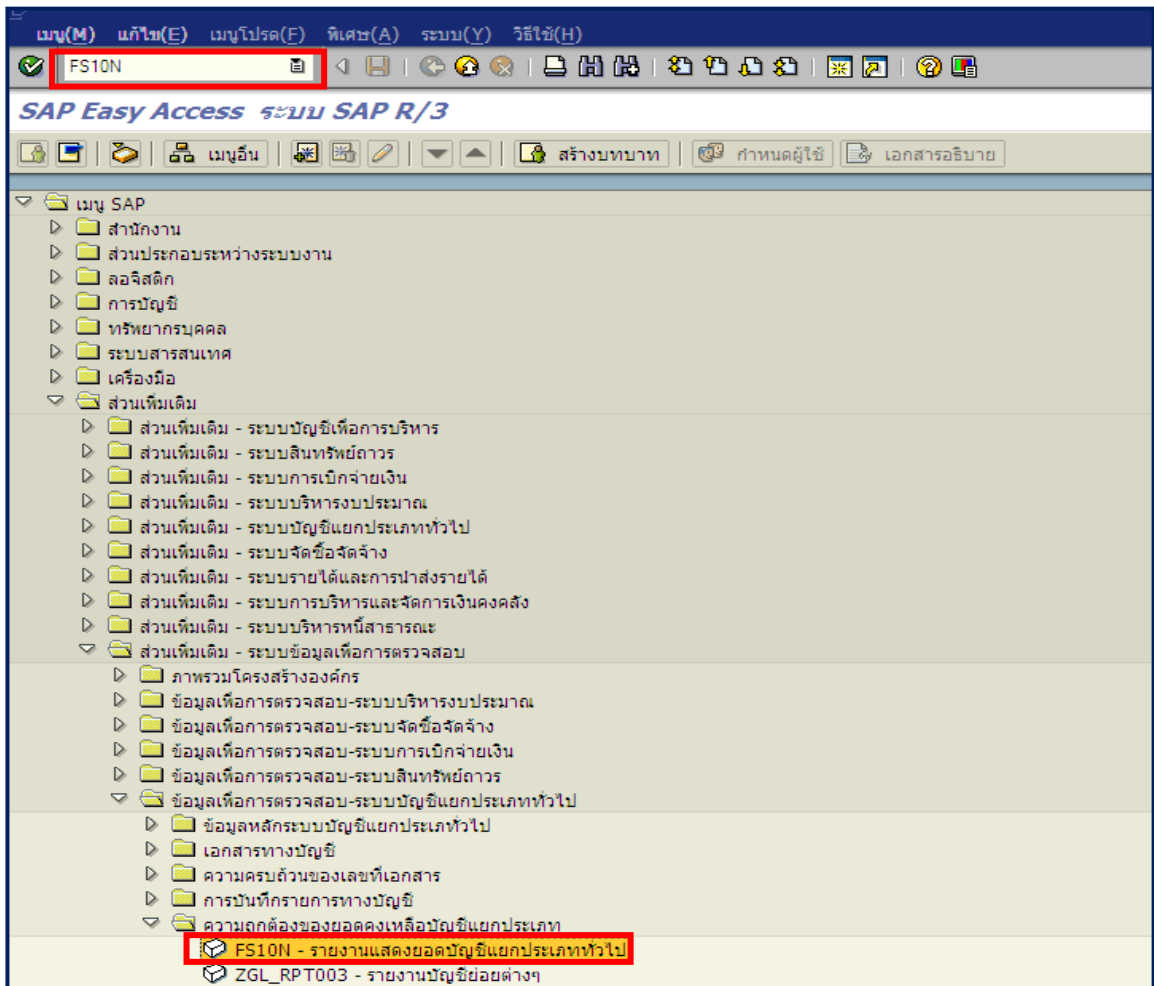 เมนู(M) แก้ไข(E) เมนูโปรด(F) พิเศษ(A) ระบบ(Y) วิธีใช้(H)
FS10N
SAP Easy Access ระบบ SAP R/3
เมนูอื่น สร้างบทบาท กำหนดผู้ใช้ เอกสารอธิบาย
เมนู SAP
สำนักงาน
ส่วนประกอบระหว่างระบบงาน
ลอจิสติก
การบัญชี
ทรัพยากรบุคคล
ระบบสารสนเทศ
เครื่องมือ
ส่วนเพิ่มเติม
ส่วนเพิ่มเติม - ระบบบัญชีเพื่อการบริหาร
ส่วนเพิ่มเติม - ระบบสินทรัพย์ถาวร
ส่วนเพิ่มเติม - ระบบการเบิกจ่ายเงิน
ส่วนเพิ่มเติม - ระบบบริหารงบประมาณ
ส่วนเพิ่มเติม - ระบบบัญชีแยกประเภททั่วไป
ส่วนเพิ่มเติม - ระบบจัดซื้อจัดจ้าง
ส่วนเพิ่มเติม - ระบบรายได้และการนำส่งรายได้
ส่วนเพิ่มเติม - ระบบการบริหารและจัดการเงินคงคลัง
ส่วนเพิ่มเติม - ระบบบริหารหนี้สาธารณะ
ส่วนเพิ่มเติม - ระบบข้อมูลเพื่อการตรวจสอบ
ภาพรวมโครงสร้างองค์กร
ข้อมูลเพื่อการตรวจสอบ-ระบบบริหารงบประมาณ
ข้อมูลเพื่อการตรวจสอบ-ระบบจัดซื้อจัดจ้าง
ข้อมูลเพื่อการตรวจสอบ-ระบบการเบิกจ่ายเงิน
ข้อมูลเพื่อการตรวจสอบ-ระบบสินทรัพย์ถาวร
ข้อมูลเพื่อการตรวจสอบ-ระบบบัญชีแยกประเภททั่วไป
ข้อมูลหลักระบบบัญชีแยกประเภทั่วไป
เอกสารทางบัญชี
ความครบถ้วนของเลขที่เอกสาร
การบันทึกรายการทางบัญชี
ความถูกต้องของยอดคงเหลือบัญชีแยกประเภท
FS10N - รายงานแสดงยอดบัญชีแยกประเภททั่วไป
ZGL_RPT003 - รายงานบัญชีย่อยต่างๆ